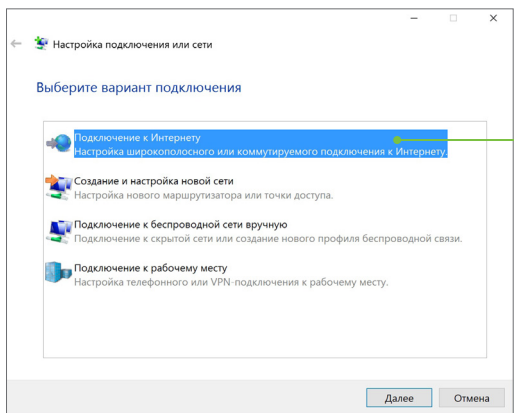 Настройка подключения или сети
Выберите вариант подключения
Подключение к Интернету
Настройка широкополосного или коммутируемого подключения к Интернету.
Создание и настройка новой сети
Настройка нового маршрутизатора или точки доступа.
Подключение к беспроводной сети вручную
Подключение к скрытой сети или создание нового профиля беспроводной связи.
Подключение к рабочему месту
Настройка телефонного или VPN-подключения к рабочему месту.
Далее Отмена